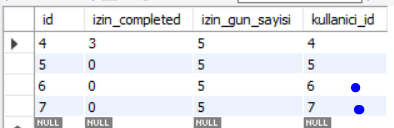 id izin_completed izin_gun_sayisi kullanici_id
4 3 5 4
5 0 5 5
6 0 5 6
7 0 5 7
NULL NULL NULL NULL